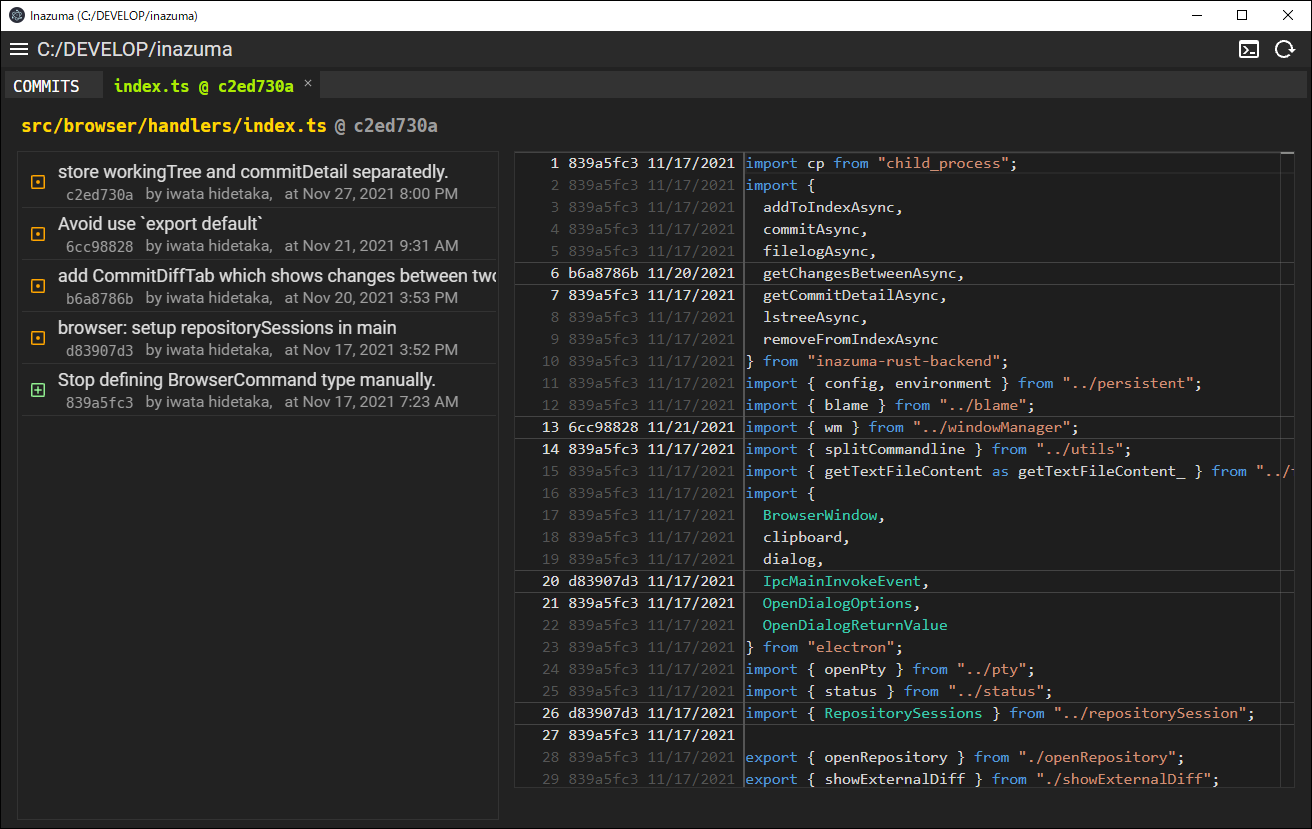 Inazuma (C:/DEVELOP/inazuma)
C:/DEVELOP/inazuma
COMMITS
index.ts @ c2ed730a ×
src/browser/handlers/index.ts @ c2ed730a
store workingTree and commitDetail separatedly.
c2ed730a by iwata hidetaka, at Nov 27, 2021 8:00 PM
Avoid use `export default`
6cc98828 by iwata hidetaka, at Nov 21, 2021 9:31 AM
add CommitDiffTab which shows changes between two
b6a8786b by iwata hidetaka, at Nov 20, 2021 3:53 PM
browser: setup repositorySessions in main
d83907d3 by iwata hidetaka, at Nov 17, 2021 3:52 PM
Stop defining BrowserCommand type manually.
839a5fc3 by iwata hidetaka, at Nov 17, 2021 7:23 AM
1 839a5fc3 11/17/2021 import cp from "child_process";
2 839a5fc3 11/17/2021 import {
3 839a5fc3 11/17/2021 addToIndexAsync,
4 839a5fc3 11/17/2021 commitAsync,
5 839a5fc3 11/17/2021 filelogAsync,
6 b6a8786b 11/20/2021 getChangesBetweenAsync,
7 839a5fc3 11/17/2021 getCommitDetailAsync,
8 839a5fc3 11/17/2021 lstreeAsync,
9 839a5fc3 11/17/2021 removeFromIndexAsync
10 839a5fc3 11/17/2021 } from "inazuma-rust-backend";
11 839a5fc3 11/17/2021 import { config, environment } from "../persistent";
12 839a5fc3 11/17/2021 import { blame } from "../blame";
13 6cc98828 11/21/2021 import { wm } from "../windowManager";
14 839a5fc3 11/17/2021 import { splitCommandline } from "../utils";
15 839a5fc3 11/17/2021 import { getTextFileContent as getTextFileContent_ } from "../
16 839a5fc3 11/17/2021 import {
17 839a5fc3 11/17/2021 BrowserWindow,
18 839a5fc3 11/17/2021 clipboard,
19 839a5fc3 11/17/2021 dialog,
20 d83907d3 11/17/2021 IpcMainInvokeEvent,
21 839a5fc3 11/17/2021 OpenDialogOptions,
22 839a5fc3 11/17/2021 OpenDialogReturnValue
23 839a5fc3 11/17/2021 } from "electron";
24 839a5fc3 11/17/2021 import { openPty } from "../pty";
25 839a5fc3 11/17/2021 import { status } from "../status";
26 d83907d3 11/17/2021 import { RepositorySessions } from "../repositorySession";
27 839a5fc3 11/17/2021
28 839a5fc3 11/17/2021 export { openRepository } from "./openRepository";
29 839a5fc3 11/17/2021 export { showExternalDiff } from "./showExternalDiff";